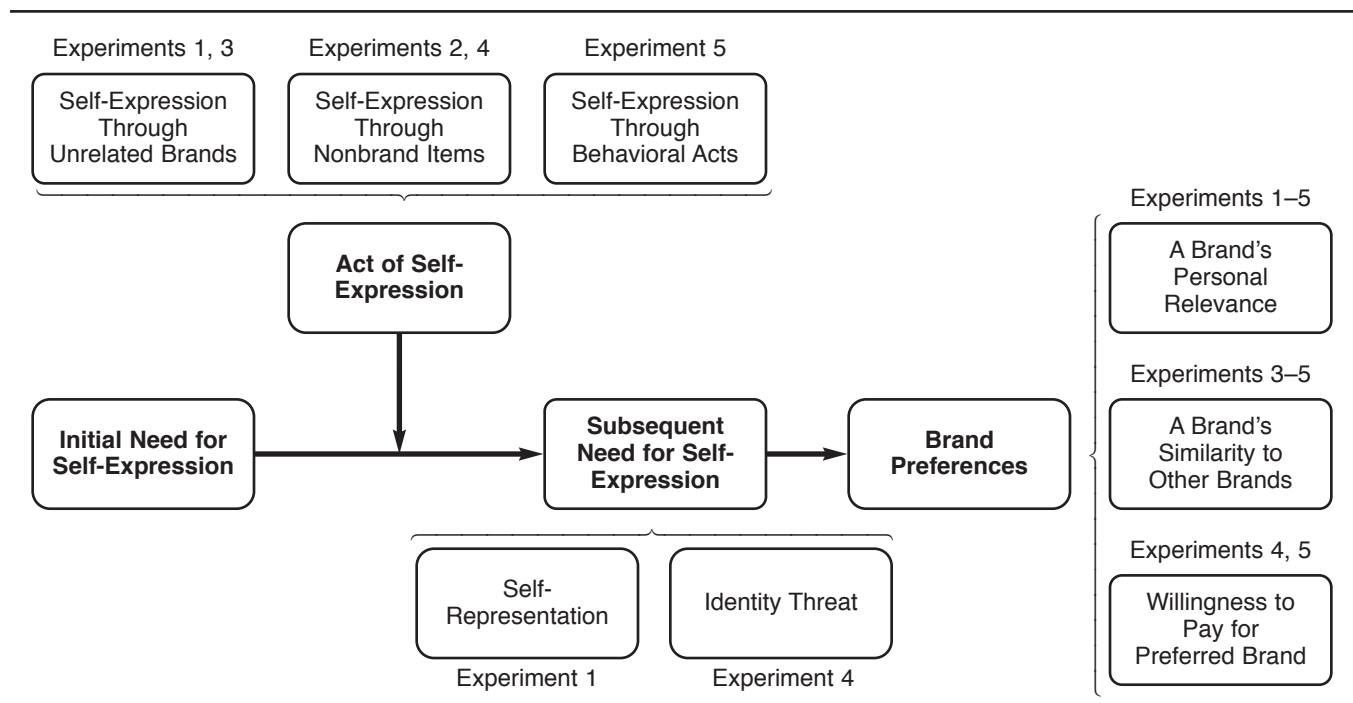 Experiments 1, 3
Experiments 2, 4
Experiment 5
Self-Expression
Through
Unrelated Brands
Self-Expression
Through
Nonbrand Items
Self-Expression
Through
Behavioral Acts
Act of Self-
Expression
Initial Need for
Self-Expression
Subsequent
Need for Self-
Expression
Brand
Preferences
Self-
Representation
Experiment 1
Identity Threat
Experiment 4
Experiments 1–5
A Brand's
Personal
Relevance
Experiments 3–5
A Brand's
Similarity to
Other Brands
Experiments 4, 5
Willingness to
Pay for
Preferred Brand